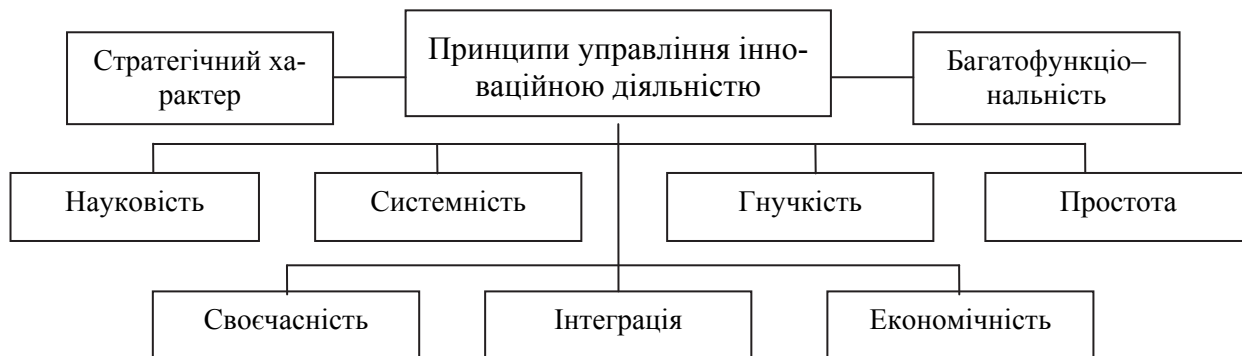 Стратегічний ха-
рактер
Принципи управління інно-
ваційною діяльністю
Багатофункціо–
нальність
Науковість
Системність
Гнучкість
Простота
Своєчасність
Інтеграція
Економічність